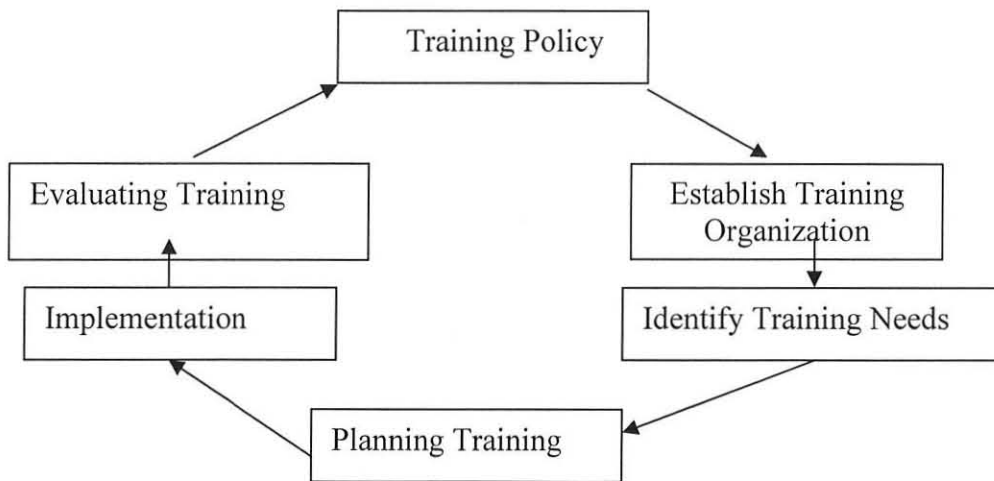 Training Policy
Evaluating Training
Establish Training
Organization
Implementation
Identify Training Needs
Planning Training